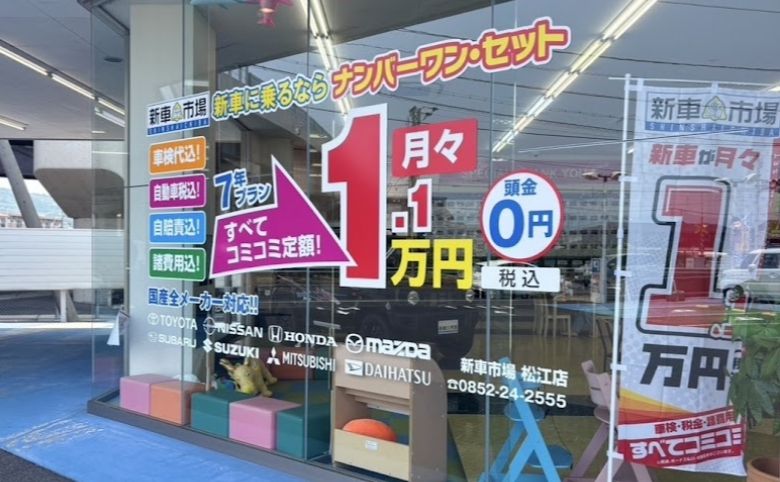 新車市場
SHINSHAICHIBA
新車に乗るなら ナンバーワン・セット
車検代込!
自動車税込!
自賠責込!
諸費用込!
7年プラン
すべて
コミコミ定額!
月々
1.1
万円
頭金
0円
税込
国産全メーカー対応!!
TOYOTA NISSAN HONDA mazda
SUBARU SUZUKI MITSUBISHI DAIHATSU
新車市場 松江店
☎0852-24-2555
新車市場
新車が月々
1
万円
車検・税金・諸費用
すべてコミコミ